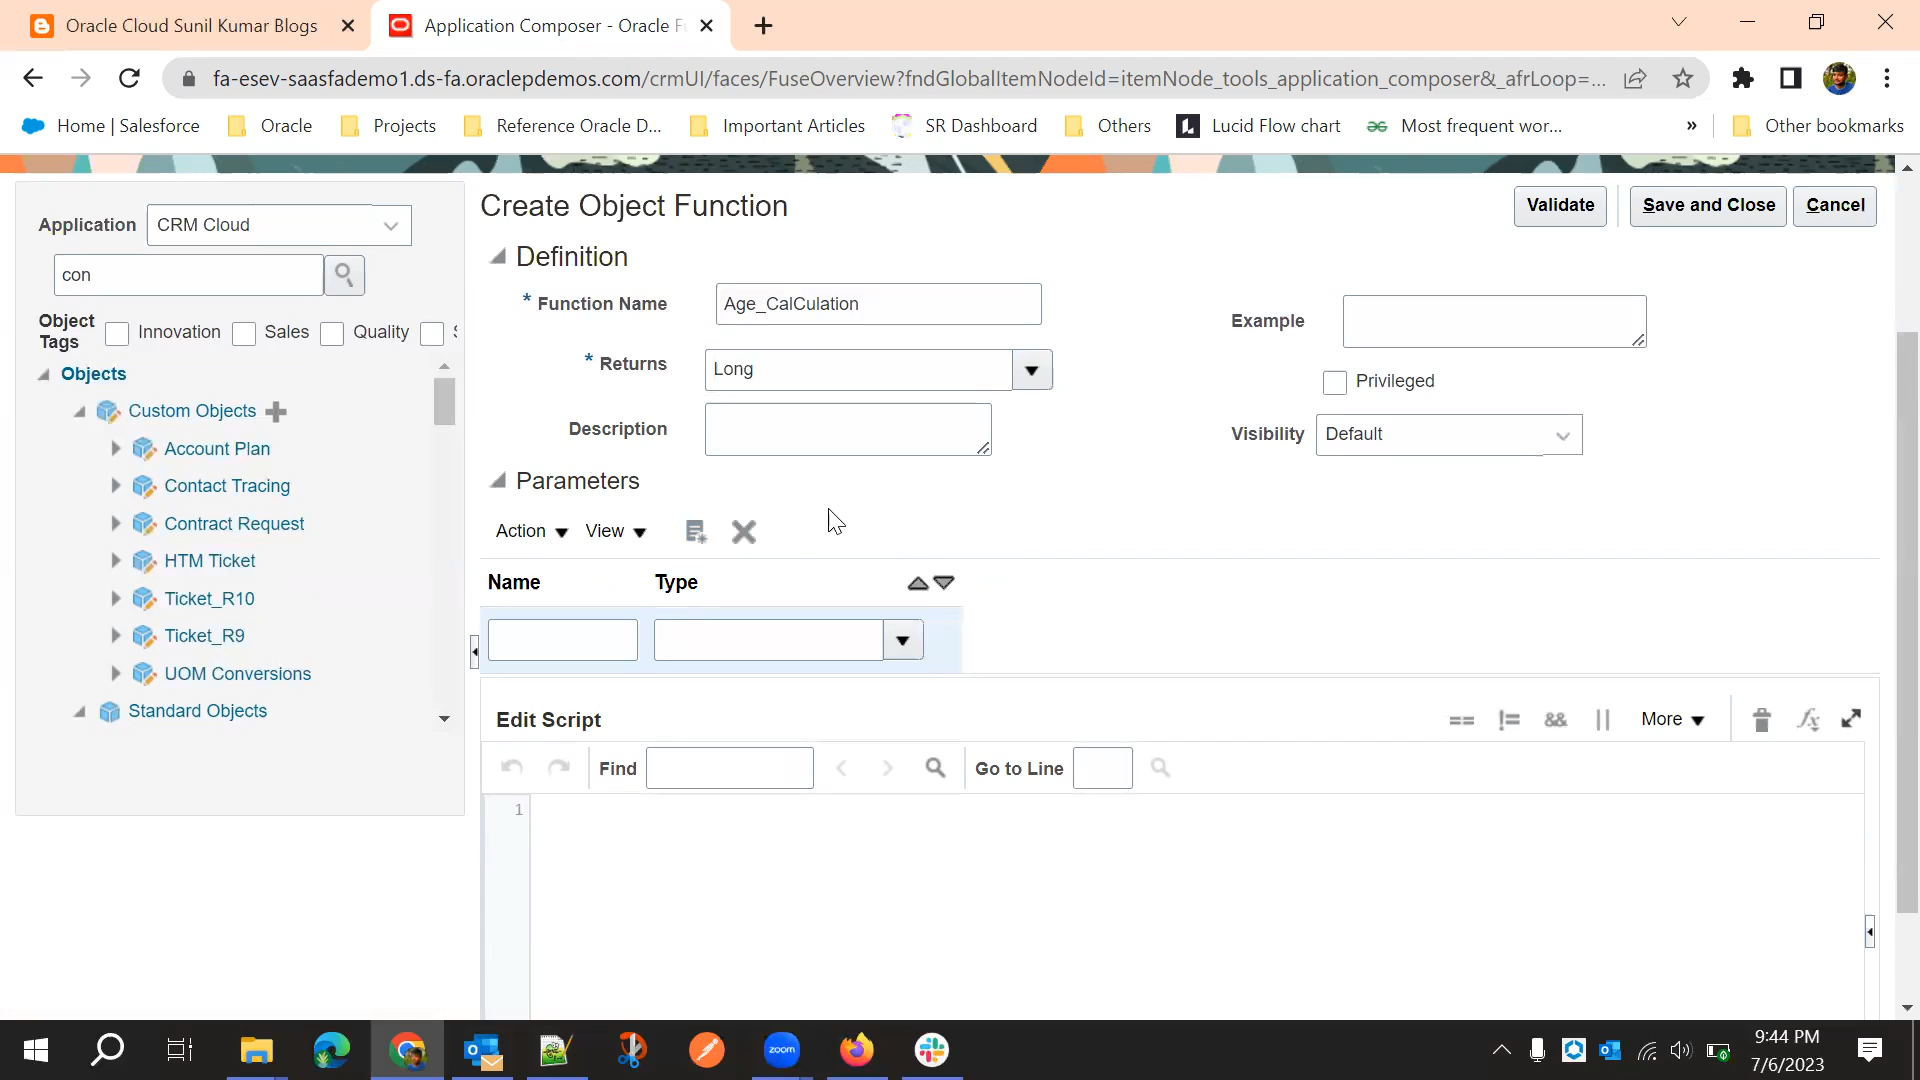 Oracle Cloud Sunil Kumar Blogs
Application Composer - Oracle F
fa-esev-saasfademo1.ds-fa.oraclepdemos.com/crmUI/faces/FuseOverview?fndGlobalItemNodeId=itemNode_tools_application_composer&_afrLoop=...
Home | Salesforce
Oracle
Projects
Reference Oracle D...
Important Articles
SR Dashboard
Others
Lucid Flow chart
Most frequent wor...
»
Other bookmarks
Application
CRM Cloud
con
Object Tags
Innovation
Sales
Quality
Objects
Custom Objects
Account Plan
Contact Tracing
Contract Request
HTM Ticket
Ticket_R10
Ticket_R9
UOM Conversions
Standard Objects
Create Object Function
Validate
Save and Close
Cancel
Definition
* Function Name
Age_CalCulation
* Returns
Long
Description
Example
Privileged
Visibility
Default
Parameters
Action
View
Name
Type
Edit Script
==
!=
&&
||
More
Find
Go to Line
1
zoom
9:44 PM
7/6/2023